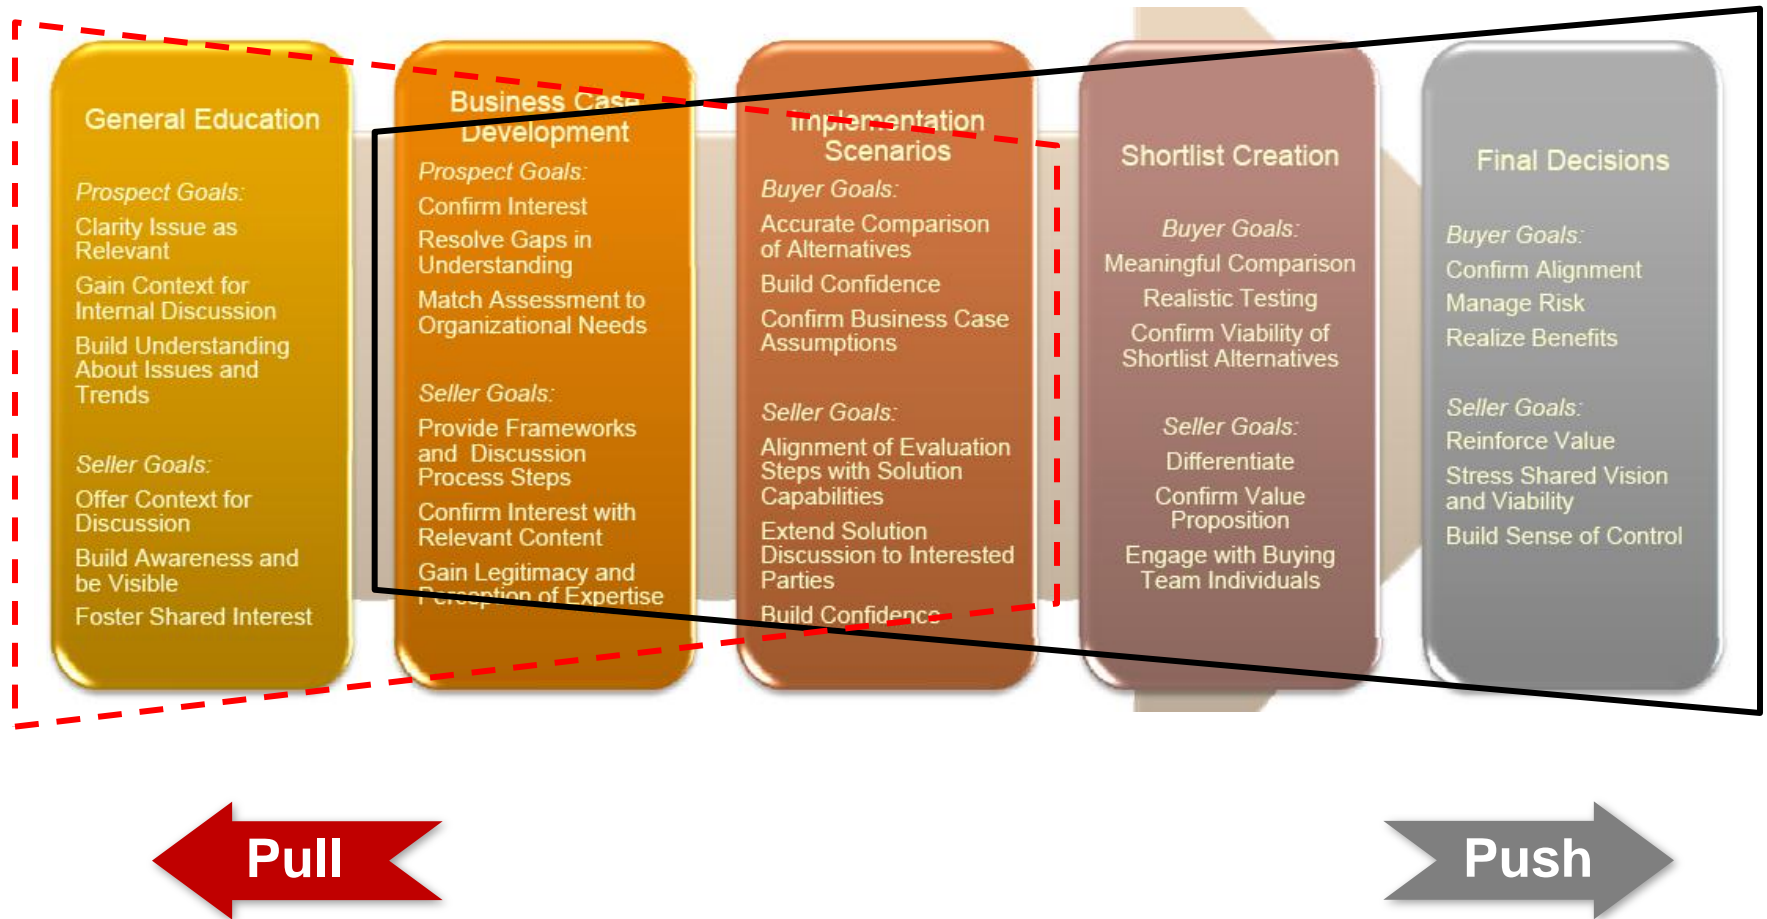 General Education
Prospect Goals:
Clarity Issue as
Relevant
Gain Context for
Internal Discussion
Build Understanding
About Issues and
Trends
Seller Goals:
Offer Context for
Discussion
Build Awareness and
be Visible
Foster Shared Interest
Business Case
Development
Prospect Goals:
Confirm Interest
Resolve Gaps in
Understanding
Match Assessment to
Organizational Needs
Seller Goals:
Provide Frameworks
and Discussion
Process Steps
Confirm Interest with
Relevant Content
Gain Legitimacy and
Perception of Expertise
Implementation
Scenarios
Buyer Goals:
Accurate Comparison
of Alternatives
Build Confidence
Confirm Business Case
Assumptions
Seller Goals:
Alignment of Evaluation
Steps with Solution
Capabilities
Extend Solution
Discussion to Interested
Parties
Build Confidence
Shortlist Creation
Buyer Goals:
Meaningful Comparison
Realistic Testing
Confirm Viability of
Shortlist Alternatives
Seller Goals:
Differentiate
Confirm Value
Proposition
Engage with Buying
Team Individuals
Final Decisions
Buyer Goals:
Confirm Alignment
Manage Risk
Realize Benefits
Seller Goals:
Reinforce Value
Stress Shared Vision
and Viability
Build Sense of Control
Pull
Push